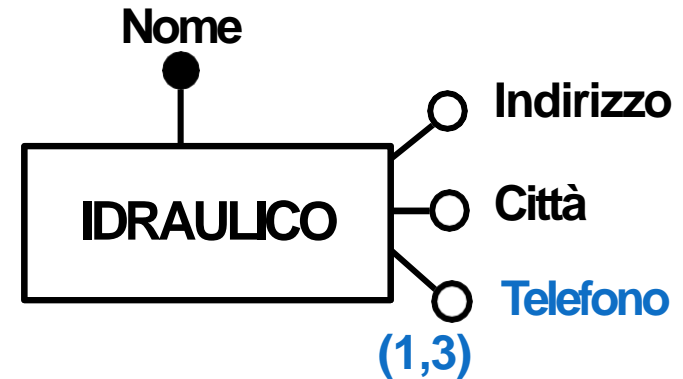 Nome
Indirizzo
IDRAULICO
Città
Telefono
(1,3)